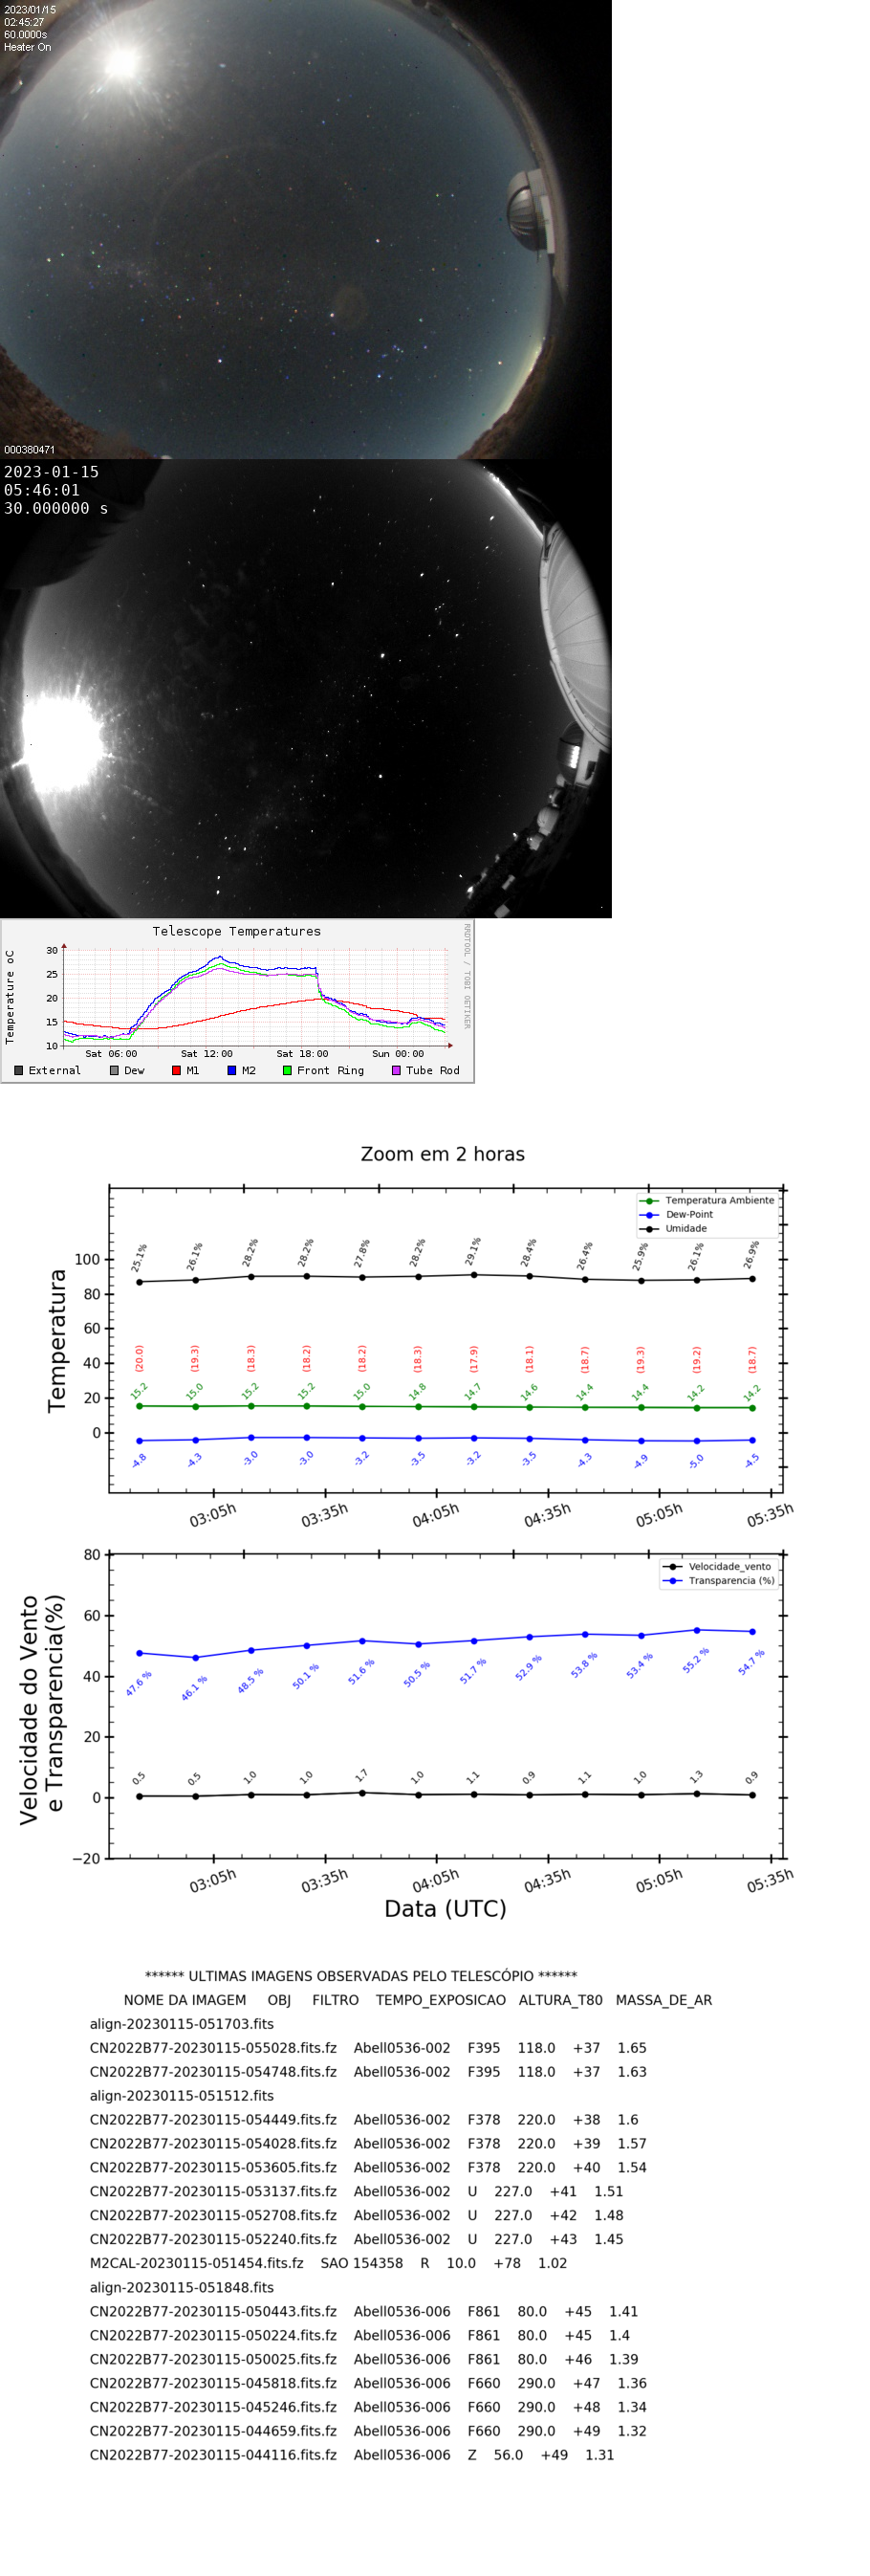 2023/01/15
02:45:27
60.0000s
Heater On
000380471
2023-01-15
05:46:01
30.000000 s
Telescope Temperatures
RRDTOOL / TOBI OETIKER
Temperature oC
30
25
20
15
10
Sat 06:00 Sat 12:00 Sat 18:00 Sun 00:00
External Dew M1 M2 Front Ring Tube Rod
Zoom em 2 horas
Temperatura Ambiente
Dew-Point
Umidade
Temperatura
100
80
60
40
20
0
25.1% 26.1% 28.2% 28.2% 27.8% 28.2% 29.1% 28.4% 26.4% 25.9% 26.1% 26.9%
(20.0) (19.3) (18.3) (18.2) (18.2) (18.3) (17.9) (18.1) (18.7) (19.3) (19.2) (18.7)
15.2 15.0 15.2 15.2 15.0 14.8 14.7 14.6 14.4 14.4 14.2 14.2
-4.8 -4.3 -3.0 -3.0 -3.2 -3.5 -3.2 -3.5 -4.3 -4.9 -5.0 -4.5
03:05h 03:35h 04:05h 04:35h 05:05h 05:35h
Velocidade_vento
Transparencia (%)
Velocidade do Vento
e Transparencia(%)
80
60
40
20
0
−20
47.6 % 46.1 % 48.5 % 50.1 % 51.6 % 50.5 % 51.7 % 52.9 % 53.8 % 53.4 % 55.2 % 54.7 %
0.5 0.5 1.0 1.0 1.7 1.0 1.1 0.9 1.1 1.0 1.3 0.9
03:05h 03:35h 04:05h 04:35h 05:05h 05:35h
Data (UTC)
****** ULTIMAS IMAGENS OBSERVADAS PELO TELESCÓPIO ******
NOME DA IMAGEM OBJ FILTRO TEMPO_EXPOSICAO ALTURA_T80 MASSA_DE_AR
align-20230115-051703.fits
CN2022B77-20230115-055028.fits.fz Abell0536-002 F395 118.0 +37 1.65
CN2022B77-20230115-054748.fits.fz Abell0536-002 F395 118.0 +37 1.63
align-20230115-051512.fits
CN2022B77-20230115-054449.fits.fz Abell0536-002 F378 220.0 +38 1.6
CN2022B77-20230115-054028.fits.fz Abell0536-002 F378 220.0 +39 1.57
CN2022B77-20230115-053605.fits.fz Abell0536-002 F378 220.0 +40 1.54
CN2022B77-20230115-053137.fits.fz Abell0536-002 U 227.0 +41 1.51
CN2022B77-20230115-052708.fits.fz Abell0536-002 U 227.0 +42 1.48
CN2022B77-20230115-052240.fits.fz Abell0536-002 U 227.0 +43 1.45
M2CAL-20230115-051454.fits.fz SAO 154358 R 10.0 +78 1.02
align-20230115-051848.fits
CN2022B77-20230115-050443.fits.fz Abell0536-006 F861 80.0 +45 1.41
CN2022B77-20230115-050224.fits.fz Abell0536-006 F861 80.0 +45 1.4
CN2022B77-20230115-050025.fits.fz Abell0536-006 F861 80.0 +46 1.39
CN2022B77-20230115-045818.fits.fz Abell0536-006 F660 290.0 +47 1.36
CN2022B77-20230115-045246.fits.fz Abell0536-006 F660 290.0 +48 1.34
CN2022B77-20230115-044659.fits.fz Abell0536-006 F660 290.0 +49 1.32
CN2022B77-20230115-044116.fits.fz Abell0536-006 Z 56.0 +49 1.31